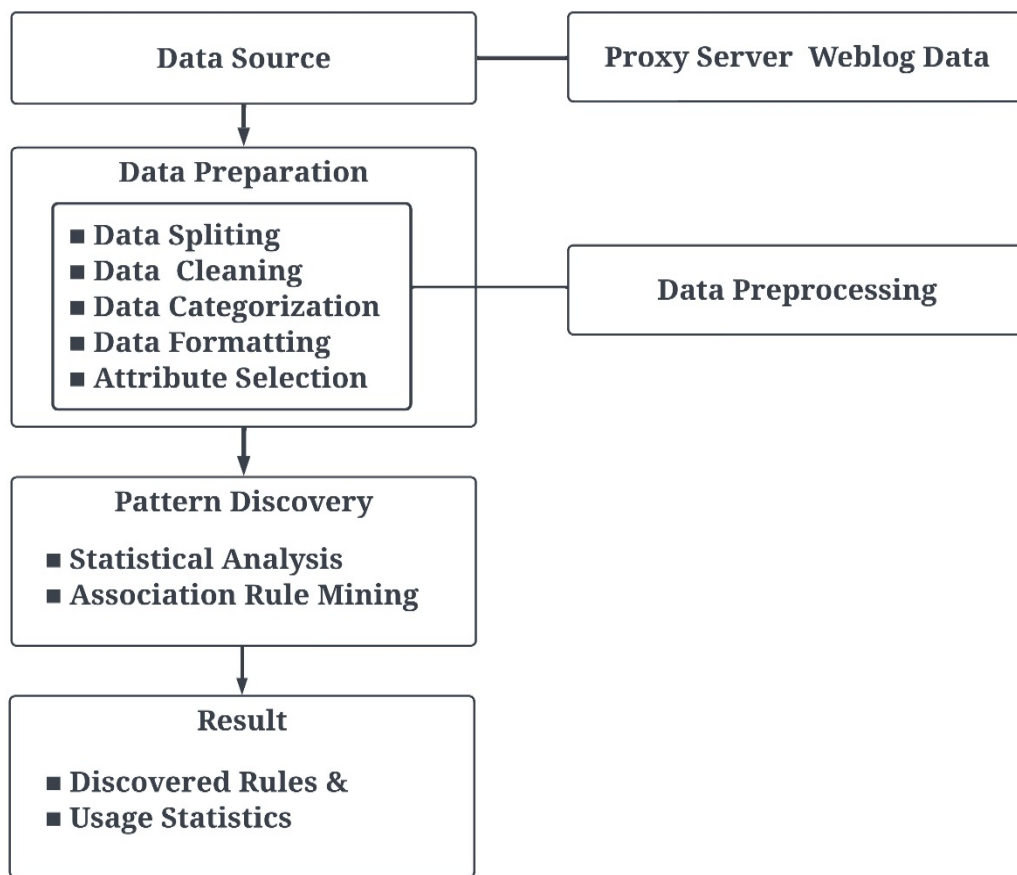 Data Source
Proxy Server Weblog Data
Data Preparation
■ Data Spliting
■ Data Cleaning
■ Data Categorization
■ Data Formatting
■ Attribute Selection
Data Preprocessing
Pattern Discovery
■ Statistical Analysis
■ Association Rule Mining
Result
■ Discovered Rules &
■ Usage Statistics